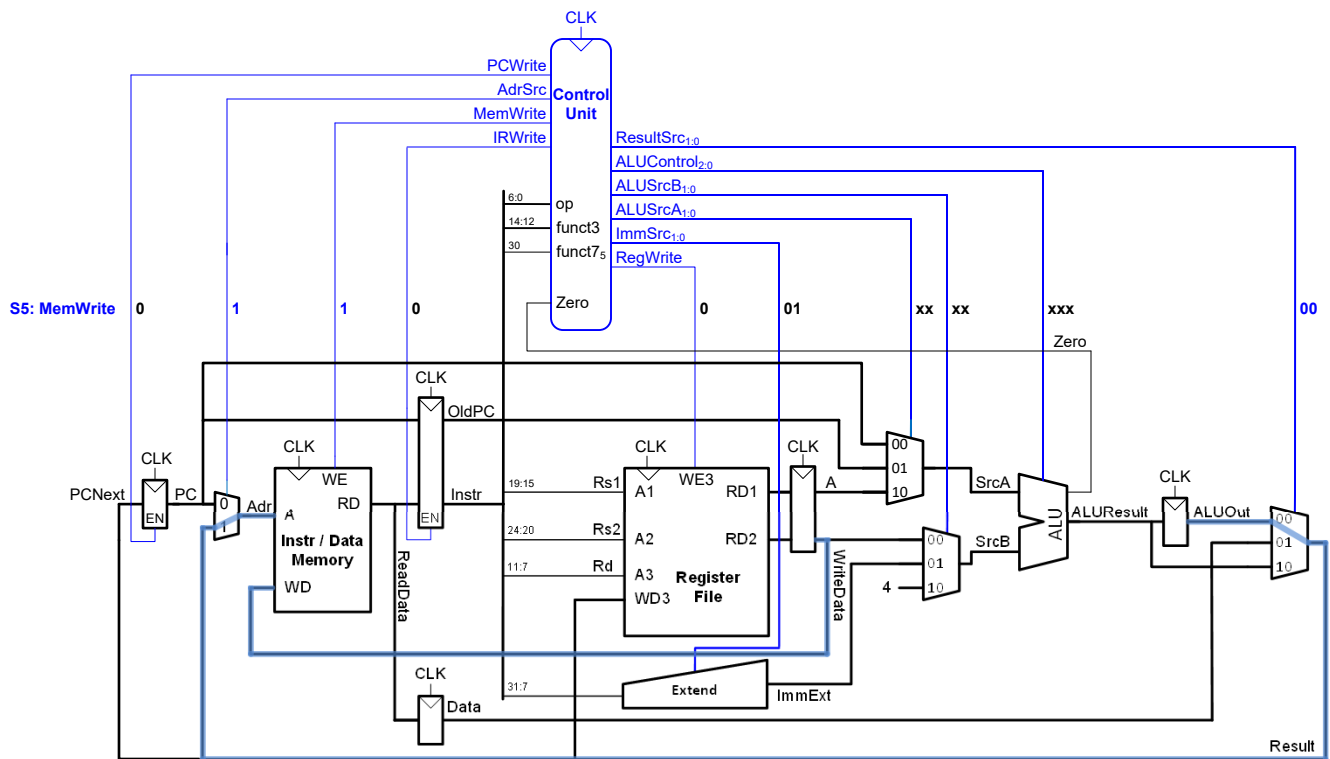 CLK
PCWrite
AdrSrc
MemWrite
IRWrite
Control
Unit
ResultSrc1:0
ALUControl2:0
ALUSrcB1:0
ALUSrcA1:0
ImmSrc1:0
RegWrite
6:0
op
14:12
funct3
30
funct75
Zero
S5: MemWrite
0
1
1
0
0
01
xx
xx
xxx
00
Zero
CLK
OldPC
CLK
CLK
CLK
CLK
CLK
PCNext
PC
EN
0
1
Adr
A
WE
RD
Instr / Data
Memory
WD
ReadData
EN
Instr
19:15
Rs1
A1
WE3
RD1
24:20
Rs2
A2
RD2
11:7
Rd
A3
WD3
Register
File
A
WriteData
00
01
10
00
01
10
4
SrcA
SrcB
ALU
ALUResult
ALUOut
00
01
10
31:7
Extend
ImmExt
CLK
Data
Result